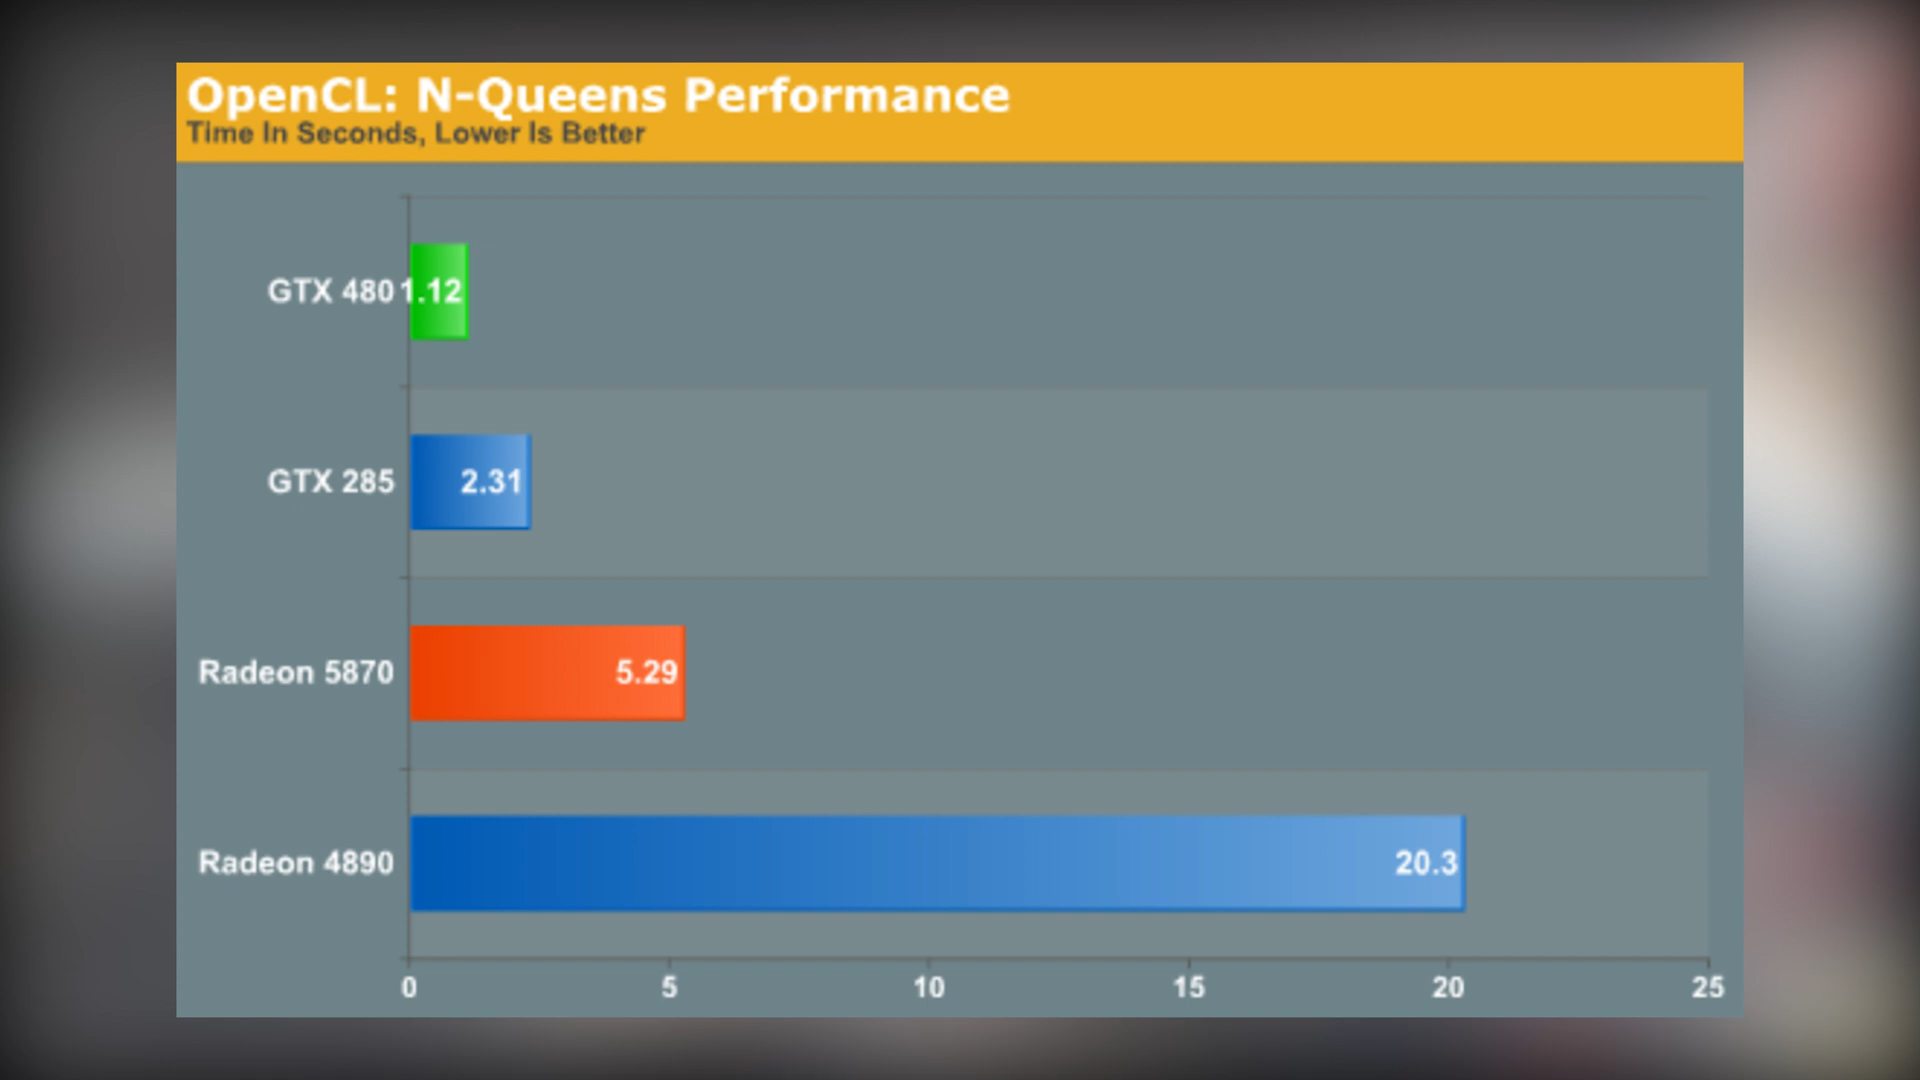 OpenCL: N-Queens Performance
Time In Seconds, Lower Is Better
GTX 480 1.12
GTX 285 2.31
Radeon 5870 5.29
Radeon 4890 20.3
0 5 10 15 20 25